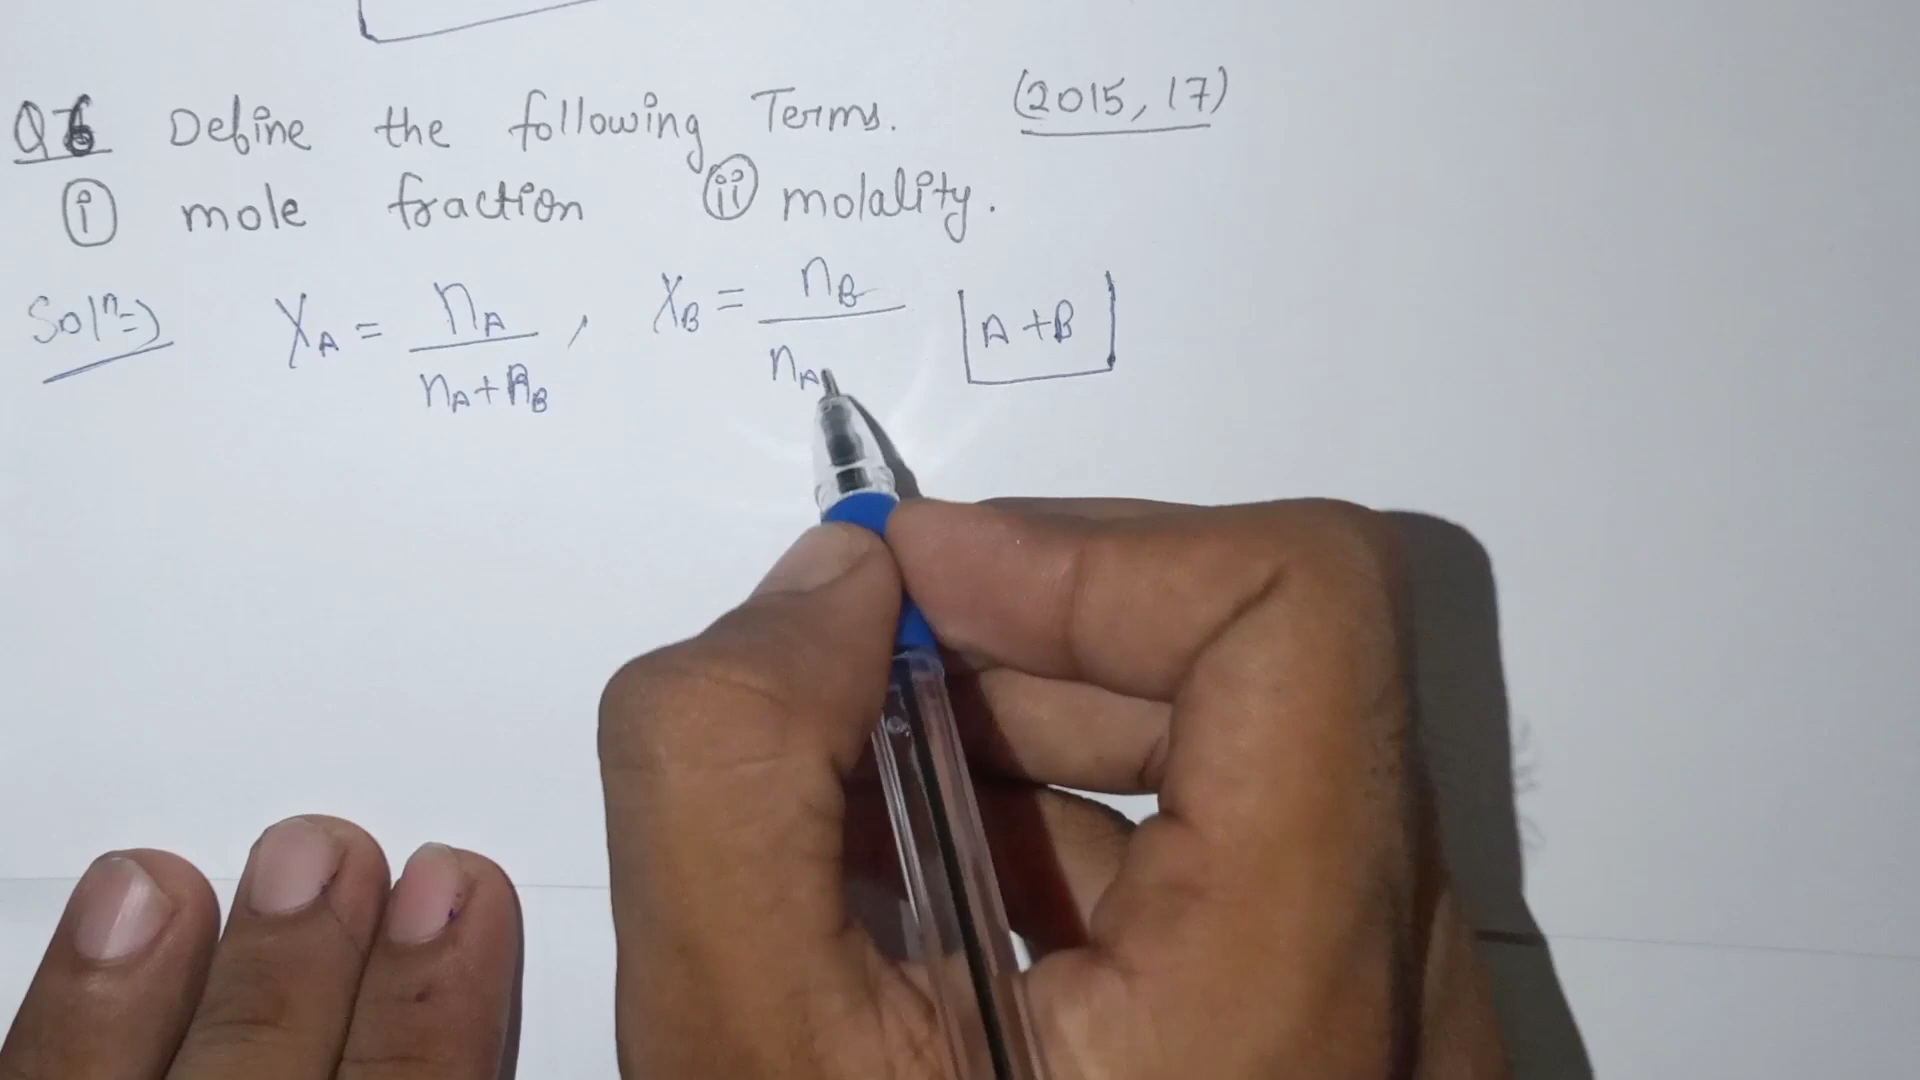 Q6 Define the following Terms. (2015, 17)
(i) mole fraction (ii) molality.
Solⁿ=) X_A = n_A / (n_A + n_B) , X_B = n_B / n_A [A + B]